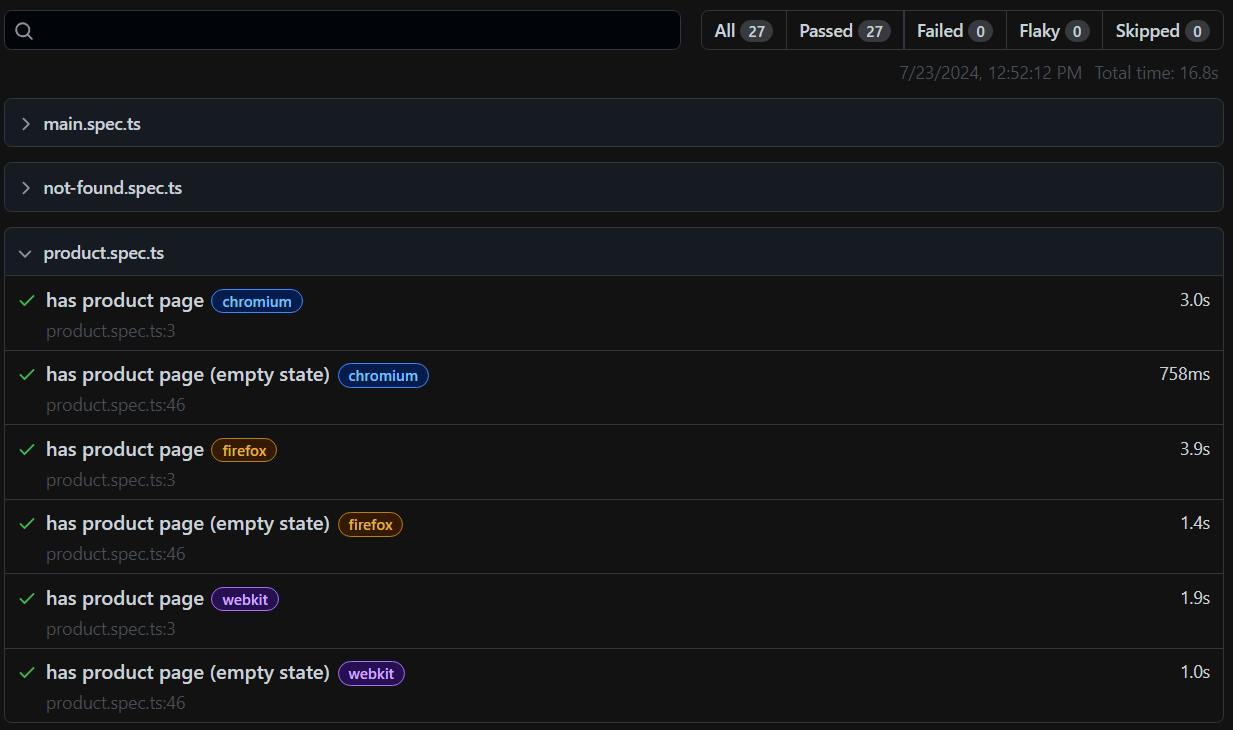 All 27 Passed 27 Failed 0 Flaky 0 Skipped 0
7/23/2024, 12:52:12 PM Total time: 16.8s
main.spec.ts
not-found.spec.ts
product.spec.ts
has product page chromium 3.0s
product.spec.ts:3
has product page (empty state) chromium 758ms
product.spec.ts:46
has product page firefox 3.9s
product.spec.ts:3
has product page (empty state) firefox 1.4s
product.spec.ts:46
has product page webkit 1.9s
product.spec.ts:3
has product page (empty state) webkit 1.0s
product.spec.ts:46